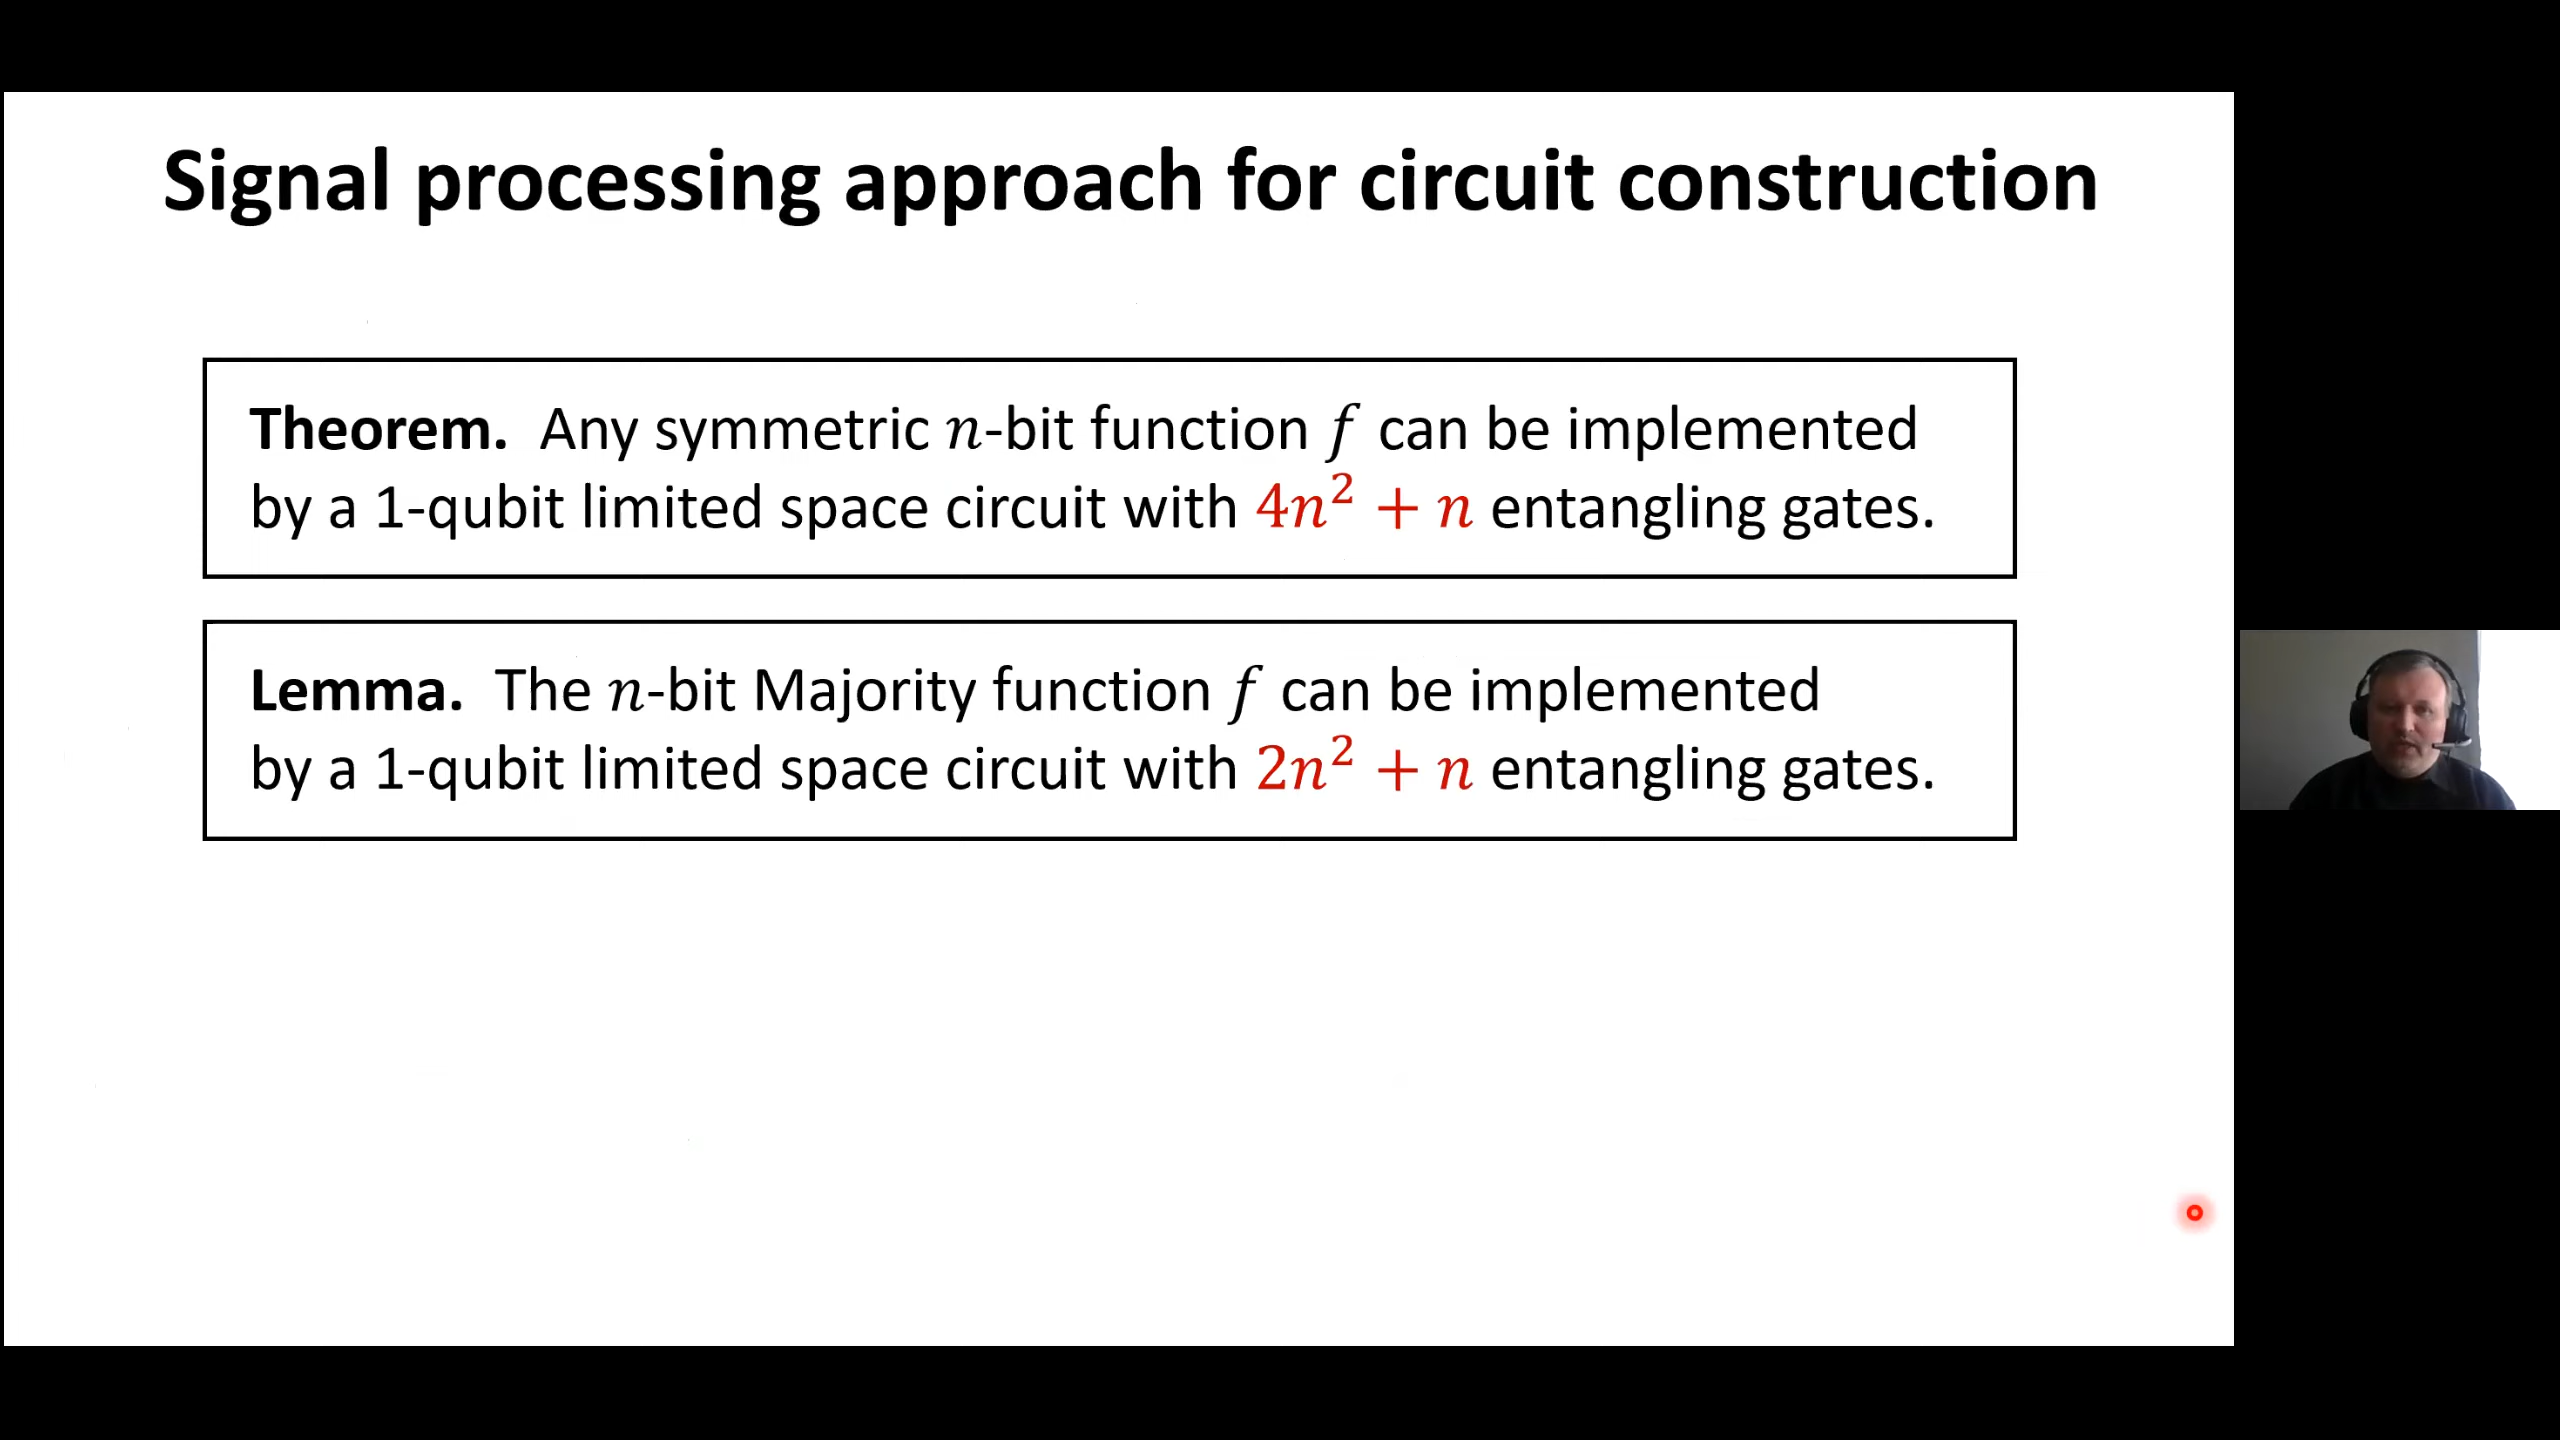 Signal processing approach for circuit construction
Theorem. Any symmetric n-bit function f can be implemented
by a 1-qubit limited space circuit with 4n² + n entangling gates.
Lemma. The n-bit Majority function f can be implemented
by a 1-qubit limited space circuit with 2n² + n entangling gates.